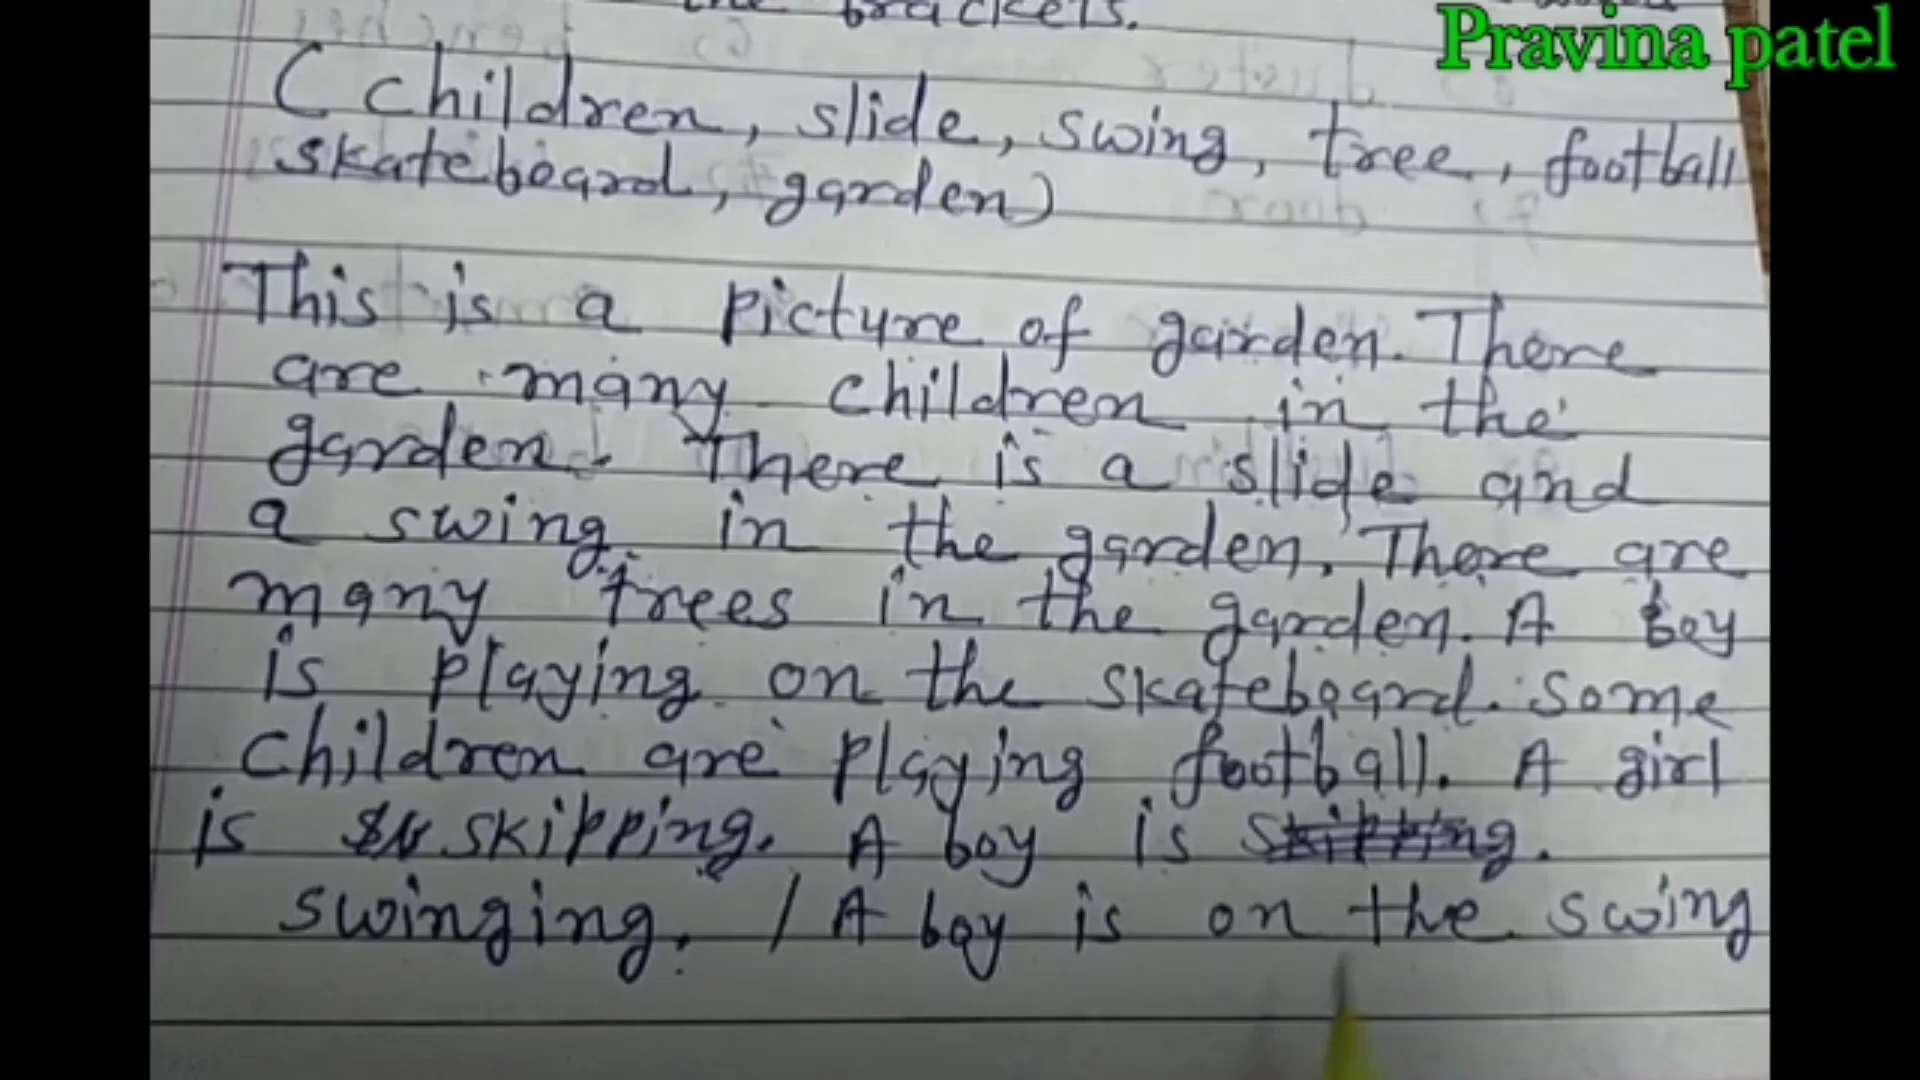 the brackets.
Pravina patel
(children, slide, swing, tree, football
skateboard, garden)
This is a picture of garden. There
are many children in the
garden. There is a slide and
a swing in the garden. There are
many trees in the garden. A boy
is playing on the skateboard. Some
children are playing football. A girl
is skipping. A boy is skipping.
swinging. / A boy is on the swing